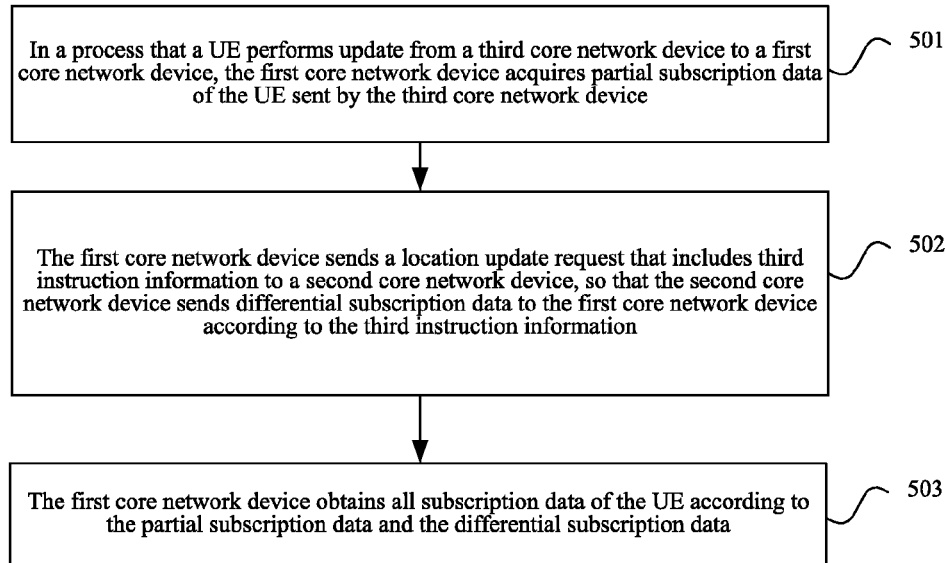 In a process that a UE performs update from a third core network device to a first
core network device, the first core network device acquires partial subscription data
of the UE sent by the third core network device
501
The first core network device sends a location update request that includes third
instruction information to a second core network device, so that the second core
network device sends differential subscription data to the first core network device
according to the third instruction information
502
The first core network device obtains all subscription data of the UE according to
the partial subscription data and the differential subscription data
503